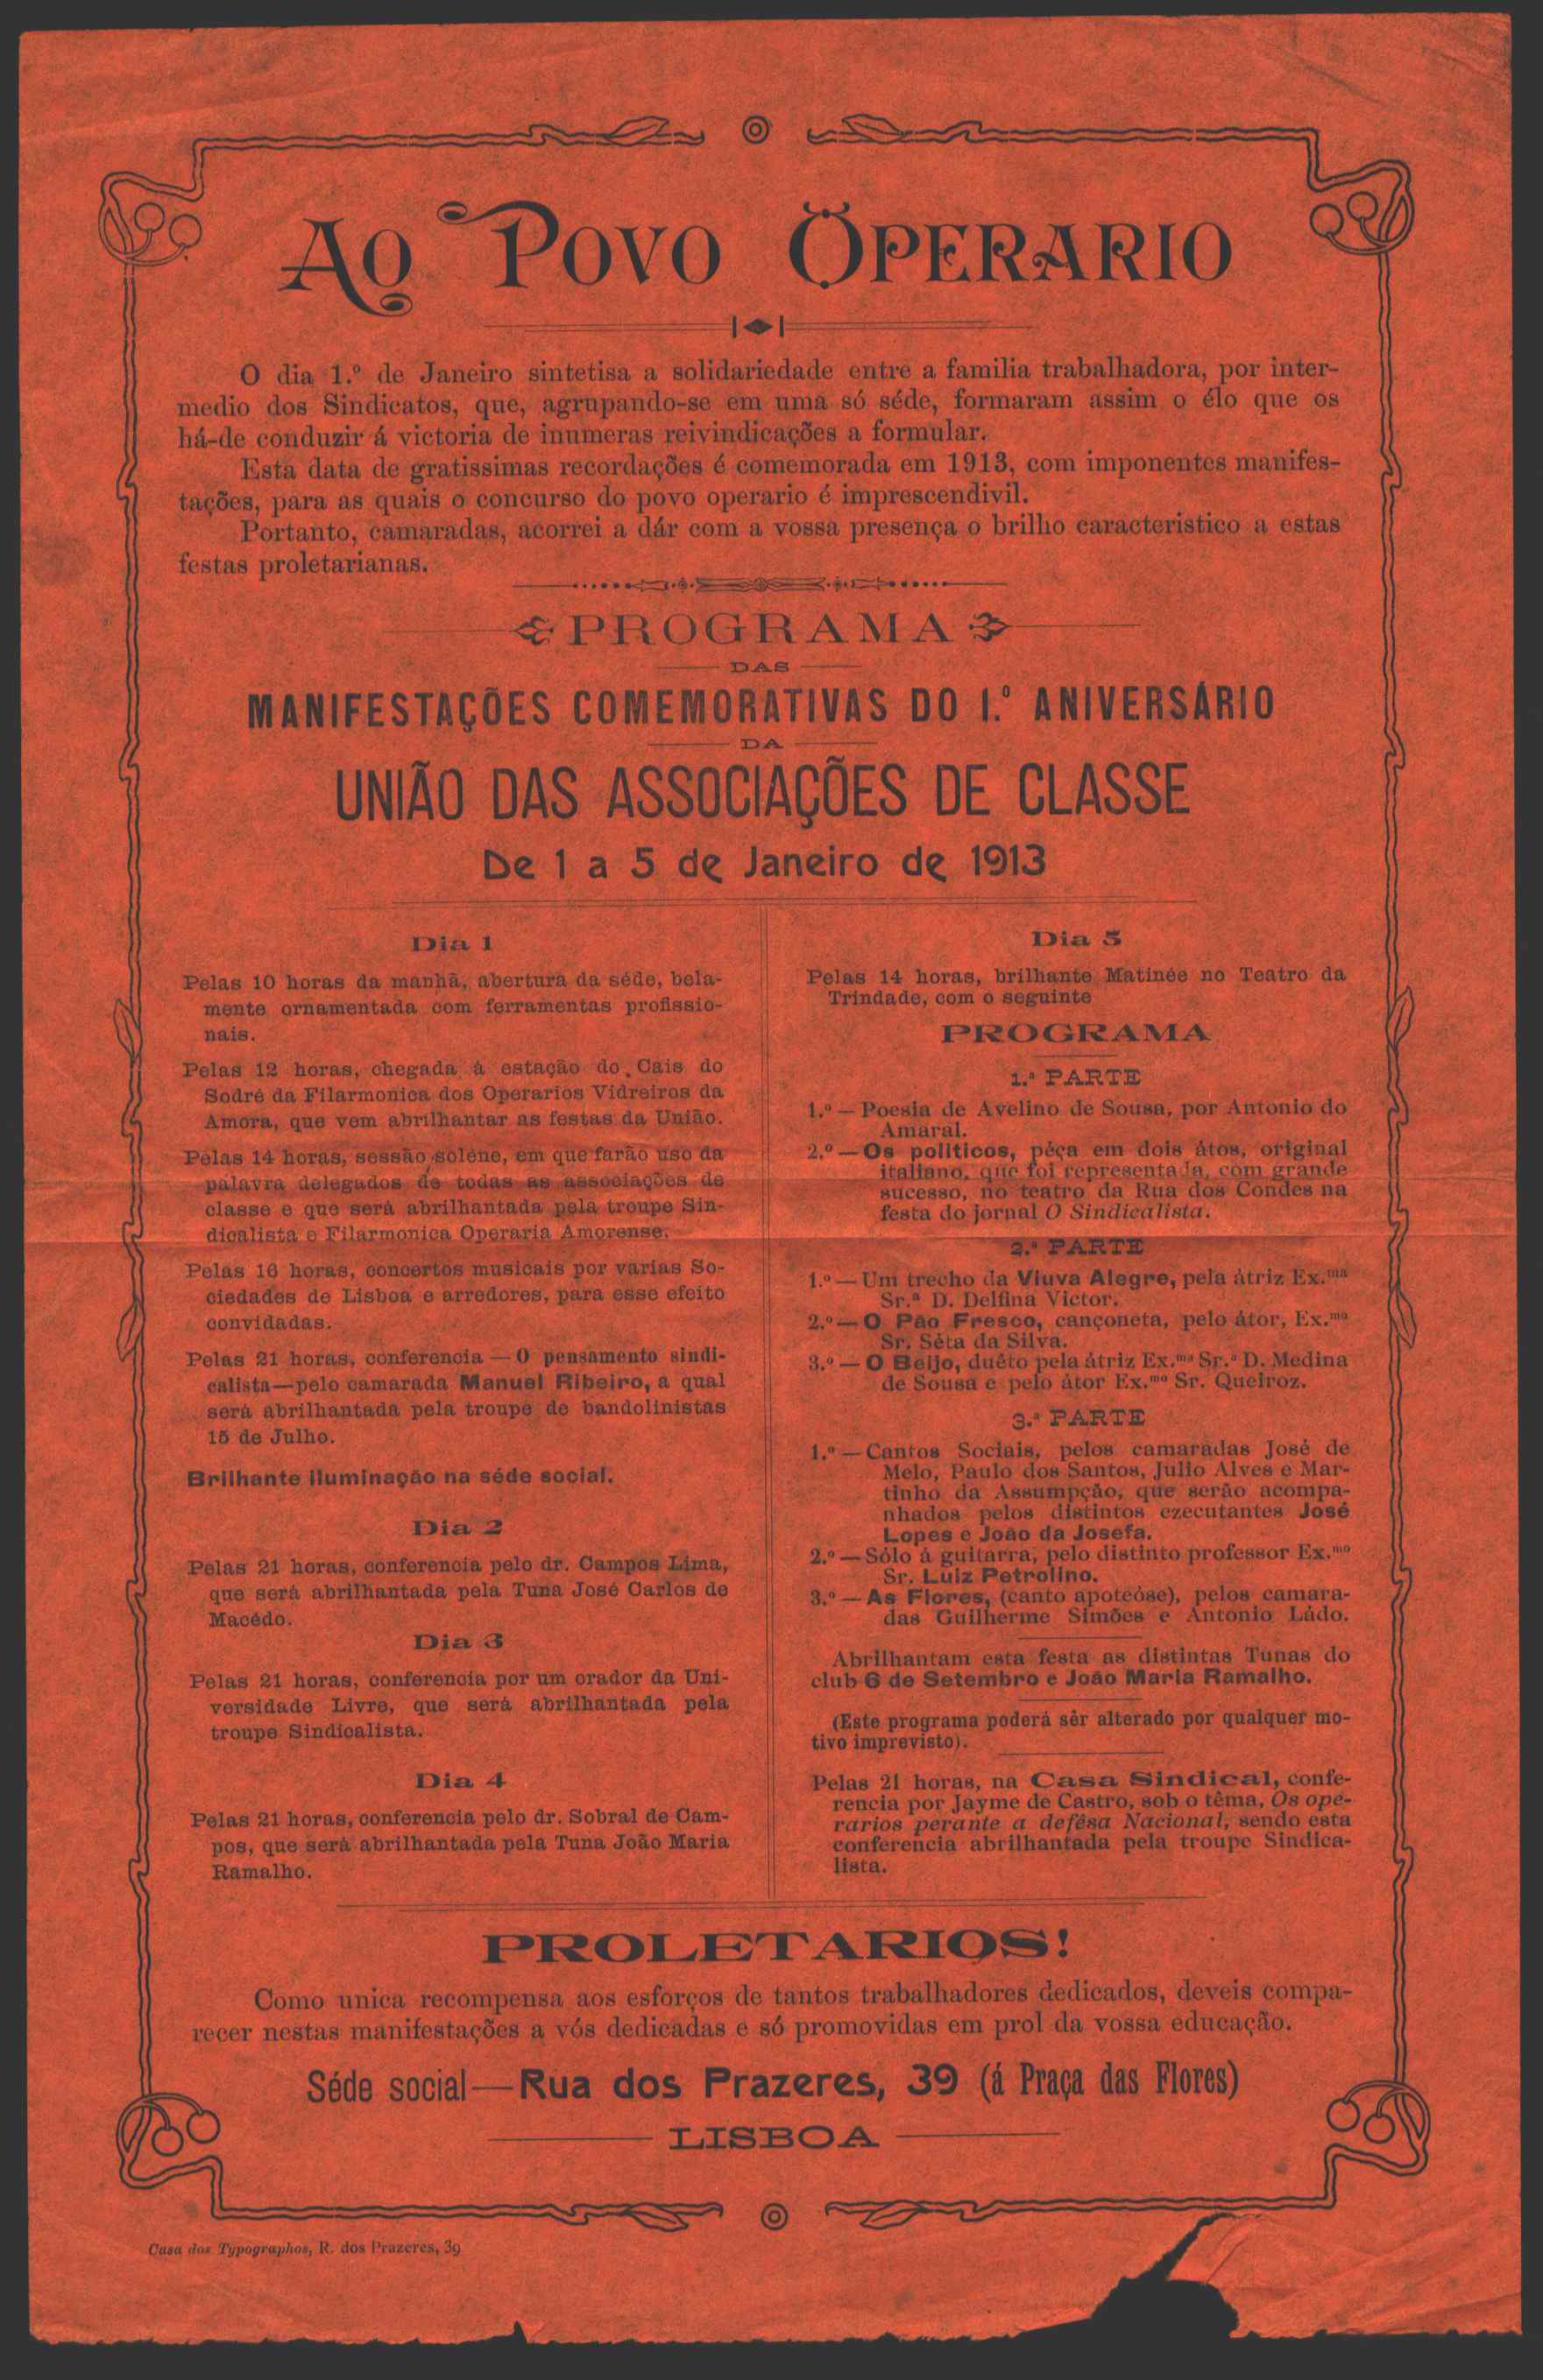 AO POVO OPERARIO
O dia 1.º de Janeiro sintetisa a solidariedade entre a familia trabalhadora, por inter-
medio dos Sindicatos, que, agrupando-se em uma só séde, formaram assim o élo que os
há-de conduzir á victoria de inumeras reivindicações a formular.
Esta data de gratissimas recordações é comemorada em 1913, com imponentes manifes-
tações, para as quais o concurso do povo operario é imprescendivil.
Portanto, camaradas, acorrei a dár com a vossa presença o brilho caracteristico a estas
festas proletarianas.
PROGRAMA
DAS
MANIFESTAÇÕES COMEMORATIVAS DO 1.º ANIVERSÁRIO
DA
UNIÃO DAS ASSOCIAÇÕES DE CLASSE
De 1 a 5 de Janeiro de 1913
Dia 1
Pelas 10 horas da manhã, abertura da séde, bela-
mente ornamentada com ferramentas profissio-
nais.
Pelas 12 horas, chegada á estação do Cais do
Sodré da Filarmonica dos Operarios Vidreiros da
Amora, que vem abrilhantar as festas da União.
Pelas 14 horas, sessão soléne, em que farão uso da
palavra delegados de todas as associações de
classe e que será abrilhantada pela troupe Sin-
dicalista e Filarmonica Operaria Amorense.
Pelas 16 horas, concertos musicais por varias So-
ciedades de Lisboa e arredores, para esse efeito
convidadas.
Pelas 21 horas, conferencia — O pensamento sindi-
calista—pelo camarada Manuel Ribeiro, a qual
será abrilhantada pela troupe de bandolinistas
15 de Julho.
Brilhante iluminação na séde social.
Dia 2
Pelas 21 horas, conferencia pelo dr. Campos Lima,
que será abrilhantada pela Tuna José Carlos de
Macédo.
Dia 3
Pelas 21 horas, conferencia por um orador da Uni-
versidade Livre, que será abrilhantada pela
troupe Sindicalista.
Dia 4
Pelas 21 horas, conferencia pelo dr. Sobral de Cam-
pos, que será abrilhantada pela Tuna João Maria
Ramalho.
Dia 5
Pelas 14 horas, brilhante Matinée no Teatro da
Trindade, com o seguinte
PROGRAMA
1.ª PARTE
1.º — Poesia de Avelino de Sousa, por Antonio do
Amaral.
2.º — Os politicos, péça em dois átos, original
italiano, que foi representada, com grande
sucesso, no teatro da Rua dos Condes na
festa do jornal O Sindicalista.
2.ª PARTE
1.º — Um trecho da Viuva Alegre, pela átriz Ex.ma
Sr.ª D. Delfina Victor.
2.º — O Pão Fresco, cançoneta, pelo átor, Ex.mo
Sr. Séta da Silva.
3.º — O Beijo, duêto pela átriz Ex.ma Sr.ª D. Medina
de Sousa e pelo átor Ex.mo Sr. Queiroz.
3.ª PARTE
1.º — Cantos Sociais, pelos camaradas José de
Melo, Paulo dos Santos, Julio Alves e Mar-
tinho da Assumpção, que serão acompa-
nhados pelos distintos ezecutantes José
Lopes e João da Josefa.
2.º — Sólo á guitarra, pelo distinto professor Ex.mo
Sr. Luiz Petrolino.
3.º — As Flores, (canto apoteóse), pelos camara-
das Guilherme Simões e Antonio Ládo.
Abrilhantam esta festa as distintas Tunas do
club 6 de Setembro e João Maria Ramalho.
(Este programa poderá sêr alterado por qualquer mo-
tivo imprevisto).
Pelas 21 horas, na Casa Sindical, confe-
rencia por Jayme de Castro, sob o têma, Os ope-
rarios perante a defêsa Nacional, sendo esta
conferencia abrilhantada pela troupe Sindica-
lista.
PROLETARIOS!
Como unica recompensa aos esforços de tantos trabalhadores dedicados, deveis compa-
recer nestas manifestações a vós dedicadas e só promovidas em prol da vossa educação.
Séde social—Rua dos Prazeres, 39 (á Praça das Flores)
LISBOA
Casa dos Typographos, R. dos Prazeres, 39